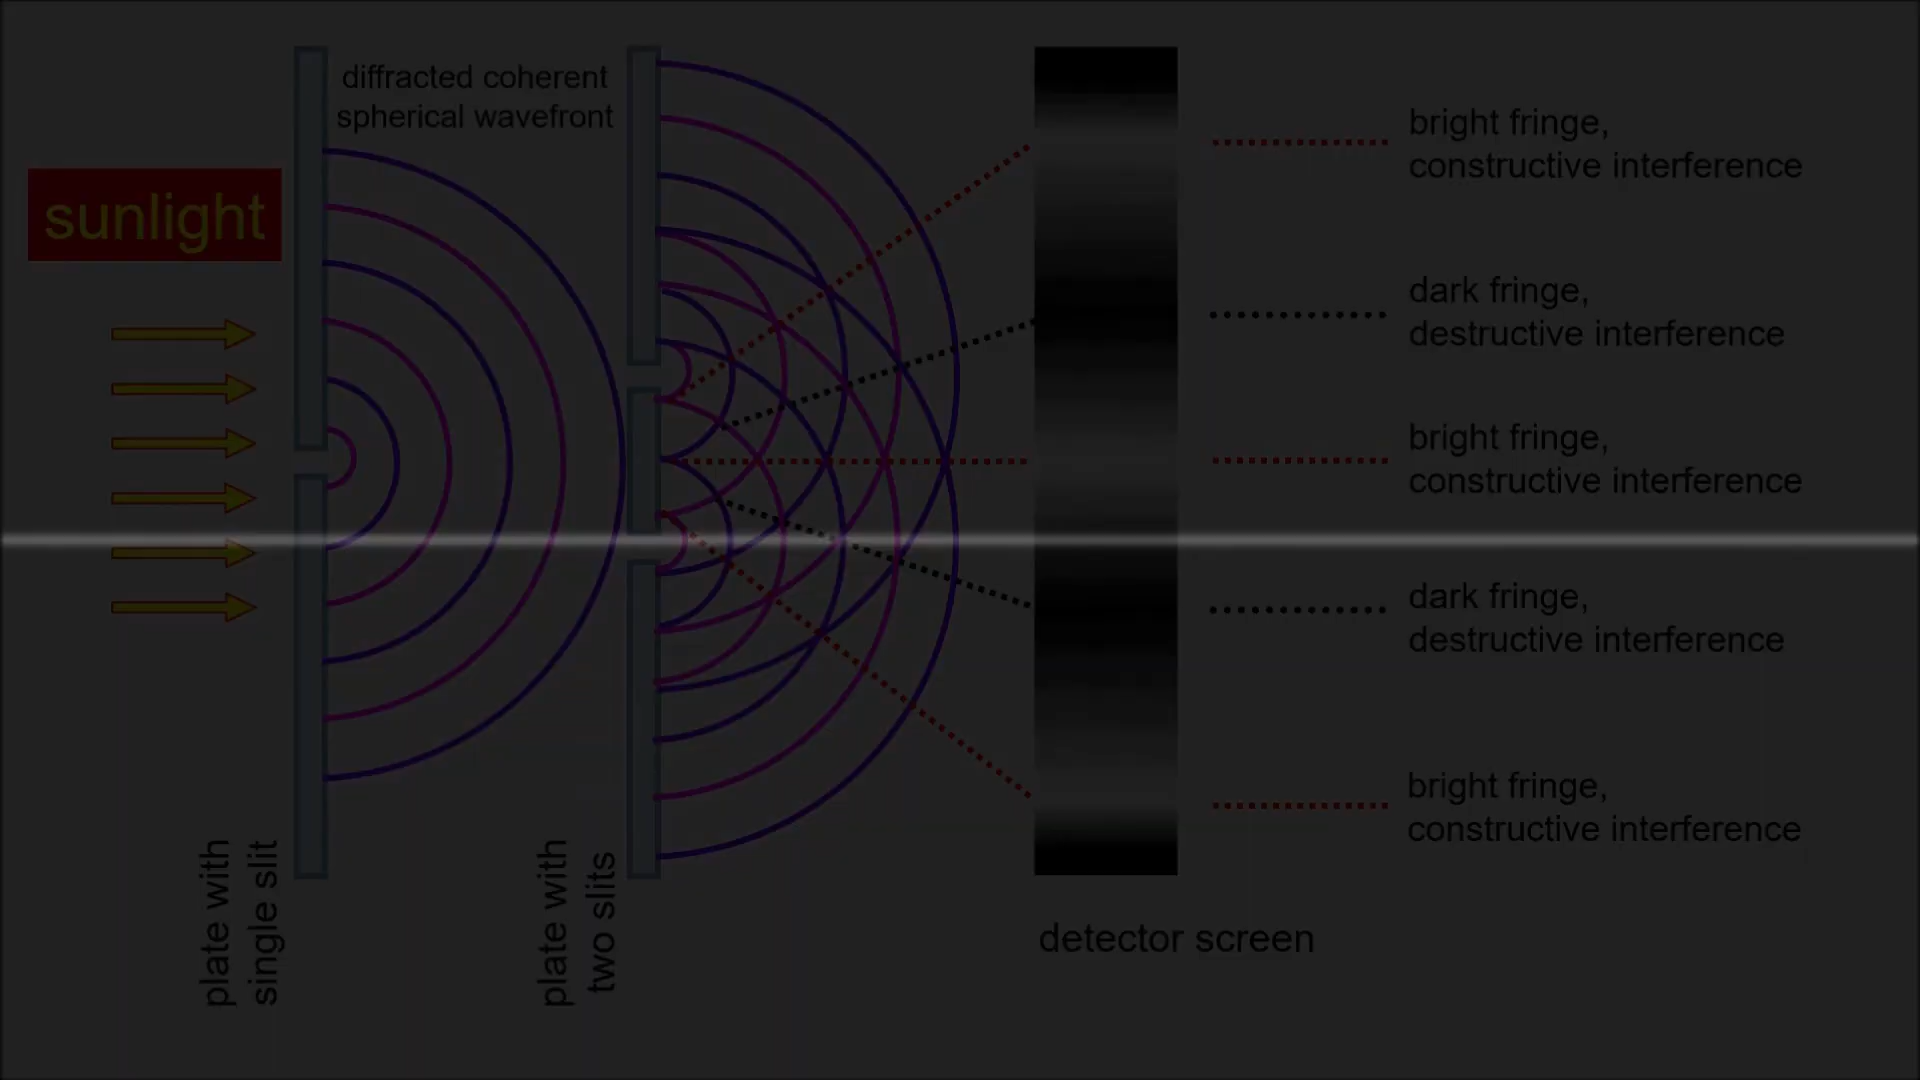 diffracted coherent
spherical wavefront
sunlight
bright fringe,
constructive interference
dark fringe,
destructive interference
bright fringe,
constructive interference
dark fringe,
destructive interference
bright fringe,
constructive interference
plate with
single slit
plate with
two slits
detector screen